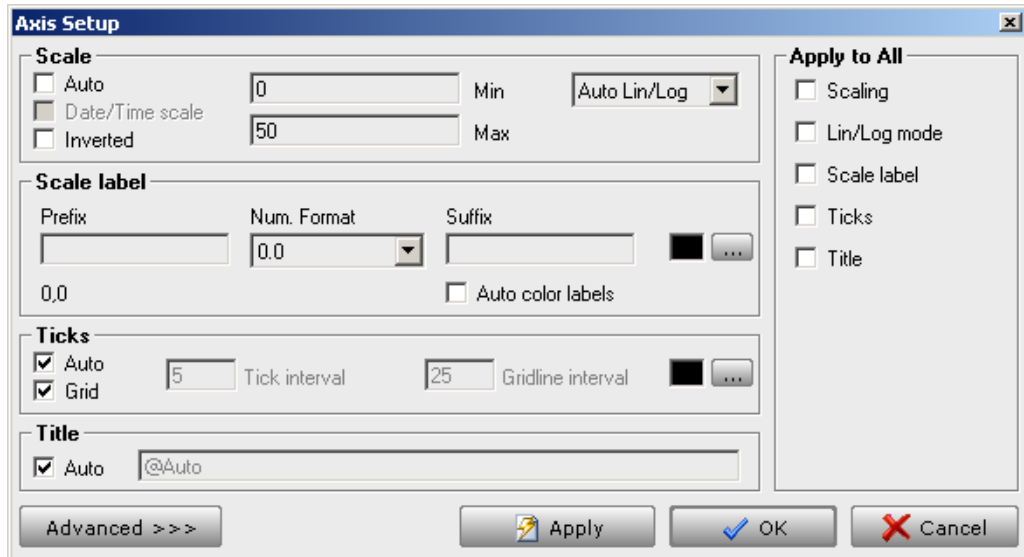 Axis Setup
Scale
Auto
0
Min
Auto Lin/Log
Date/Time scale
Inverted
50
Max
Scale label
Prefix
Num. Format
Suffix
0.0
...
0,0
Auto color labels
Ticks
Auto
5
Tick interval
25
Gridline interval
...
Grid
Title
Auto
@Auto
Apply to All
Scaling
Lin/Log mode
Scale label
Ticks
Title
Advanced >>>
Apply
OK
Cancel